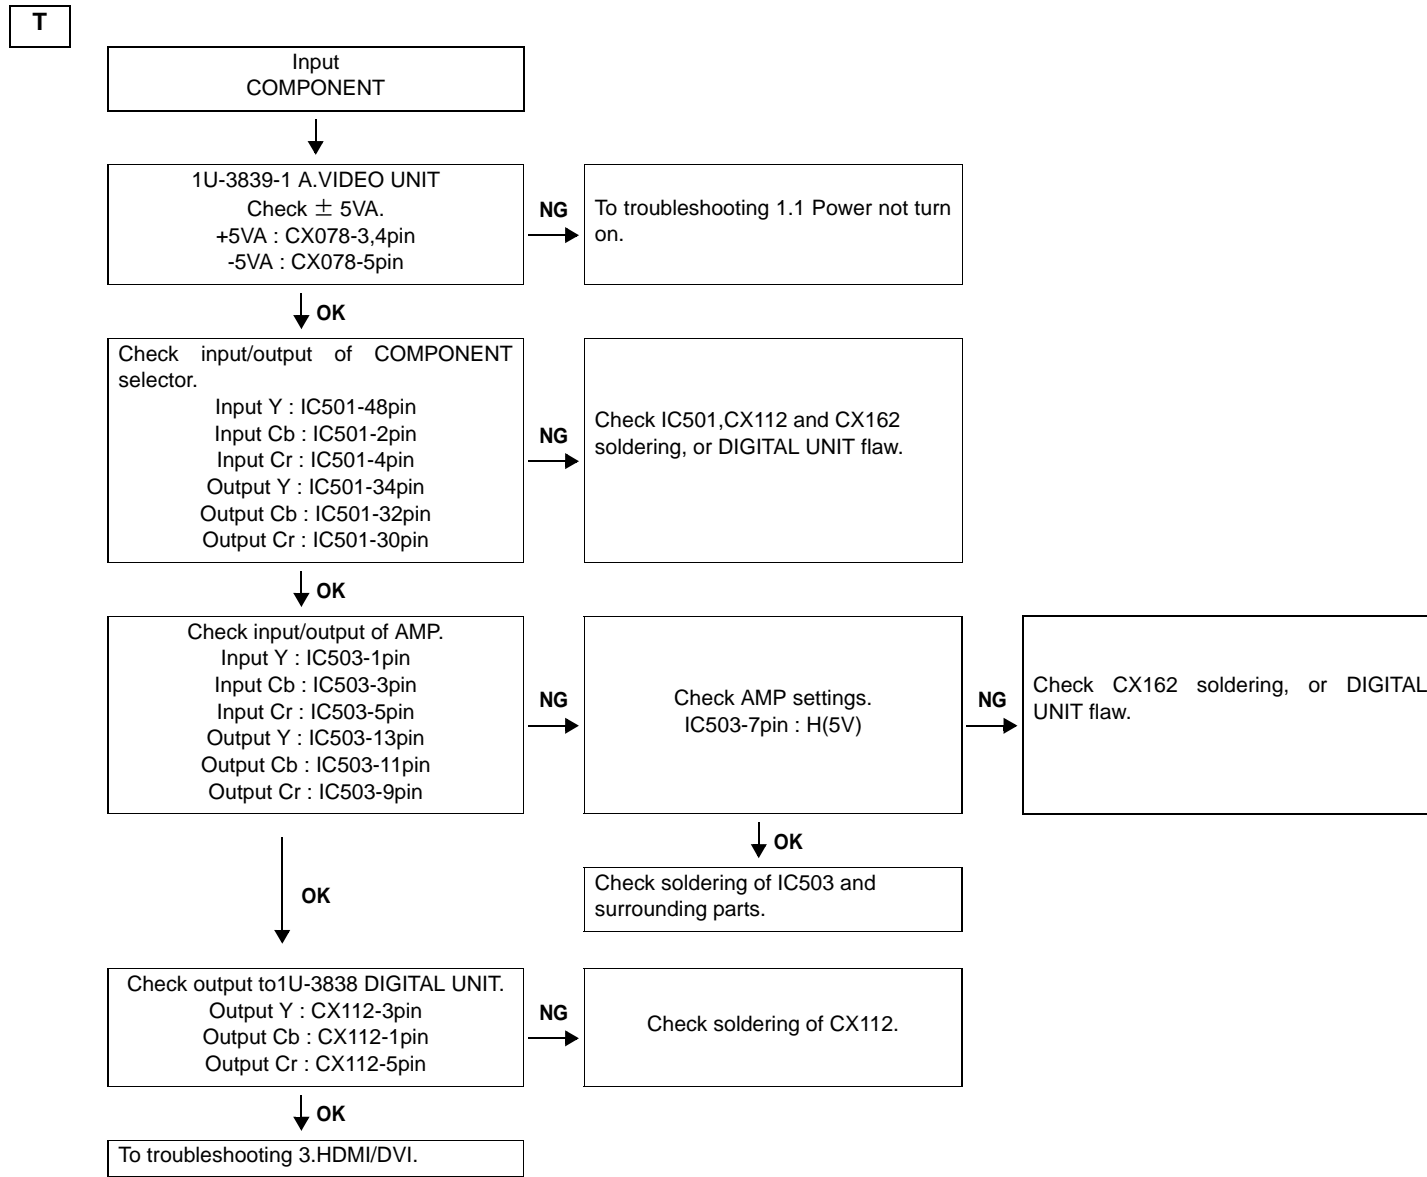 T
Input
COMPONENT
1U-3839-1 A.VIDEO UNIT
Check ± 5VA.
+5VA : CX078-3,4pin
-5VA : CX078-5pin
NG
To troubleshooting 1.1 Power not turn
on.
OK
Check input/output of COMPONENT
selector.
Input Y : IC501-48pin
Input Cb : IC501-2pin
Input Cr : IC501-4pin
Output Y : IC501-34pin
Output Cb : IC501-32pin
Output Cr : IC501-30pin
NG
Check IC501,CX112 and CX162
soldering, or DIGITAL UNIT flaw.
OK
Check input/output of AMP.
Input Y : IC503-1pin
Input Cb : IC503-3pin
Input Cr : IC503-5pin
Output Y : IC503-13pin
Output Cb : IC503-11pin
Output Cr : IC503-9pin
NG
Check AMP settings.
IC503-7pin : H(5V)
NG
Check CX162 soldering, or DIGITAL
UNIT flaw.
OK
Check soldering of IC503 and
surrounding parts.
OK
Check output to1U-3838 DIGITAL UNIT.
Output Y : CX112-3pin
Output Cb : CX112-1pin
Output Cr : CX112-5pin
NG
Check soldering of CX112.
OK
To troubleshooting 3.HDMI/DVI.